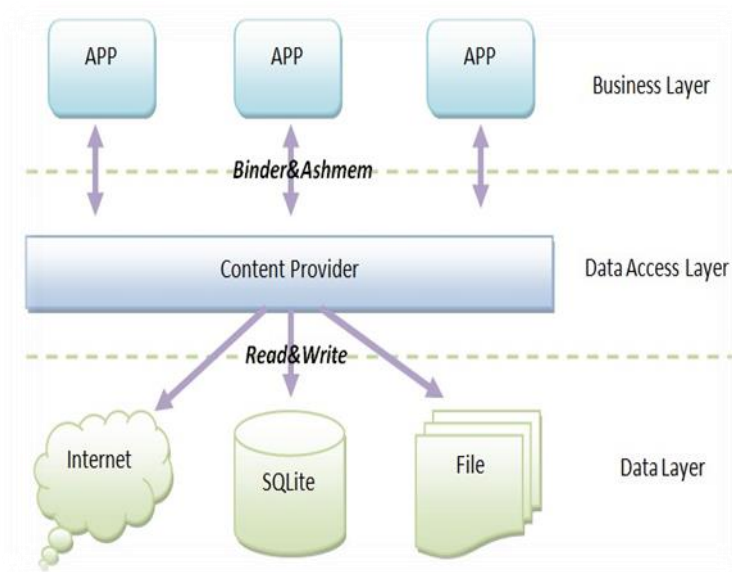 APP
APP
APP
Business Layer
Binder&Ashmem
Content Provider
Data Access Layer
Read&Write
Internet
SQLite
File
Data Layer